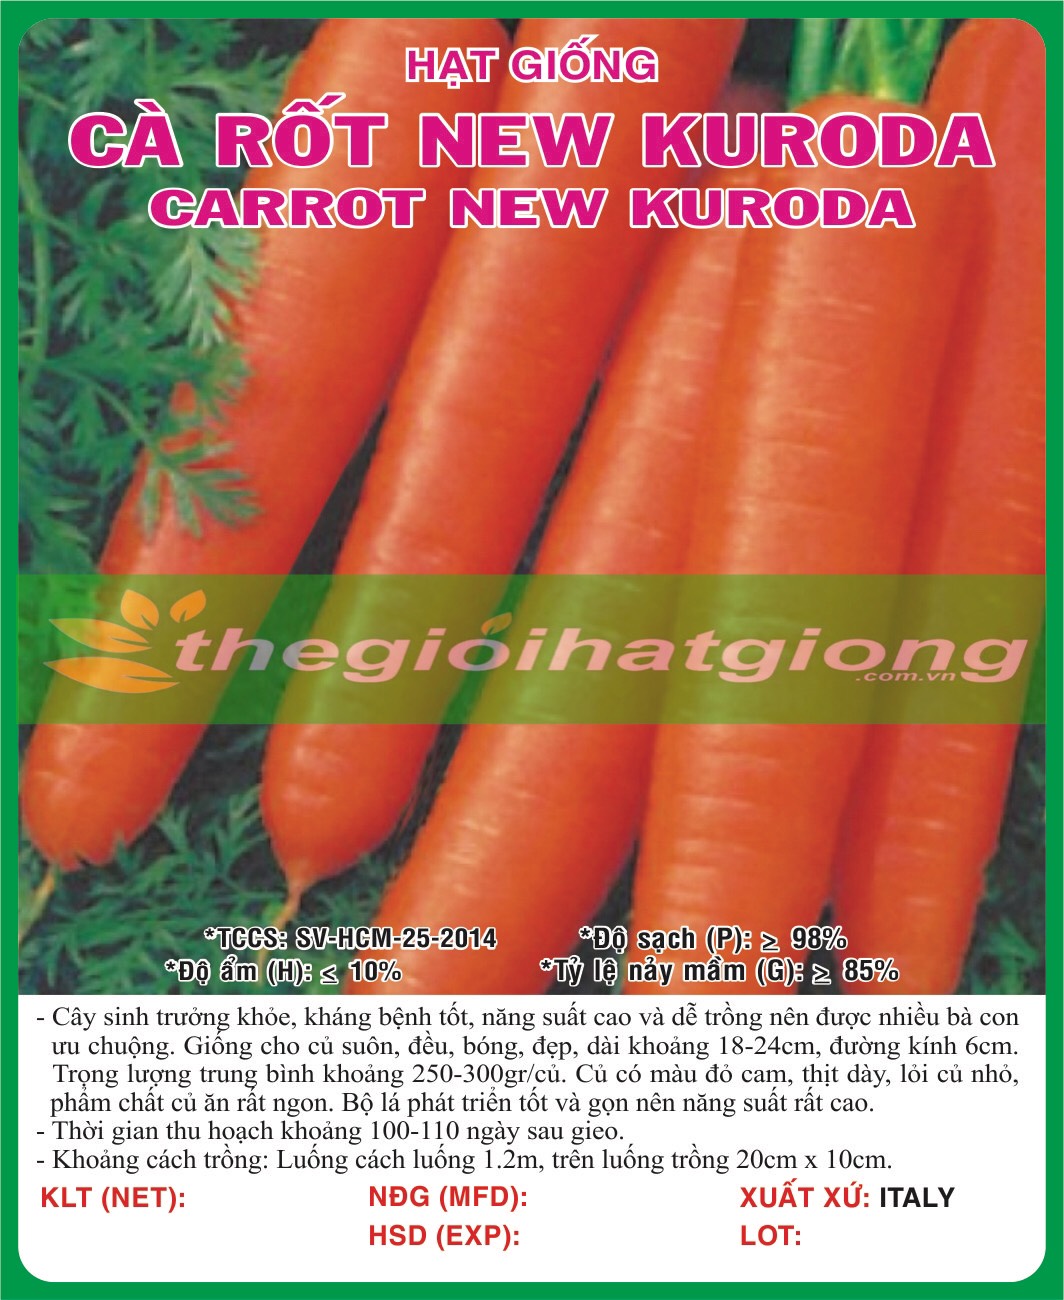 HẠT GIỐNG
CÀ RỐT NEW KURODA
CARROT NEW KURODA
thegioihatgiong
.com.vn
*TCCS: SV-HCM-25-2014
*Độ sạch (P): ≥ 98%
*Độ ẩm (H): ≤ 10%
*Tỷ lệ nảy mầm (G): ≥ 85%
- Cây sinh trưởng khỏe, kháng bệnh tốt, năng suất cao và dễ trồng nên được nhiều bà con
ưu chuộng. Giống cho củ suôn, đều, bóng, đẹp, dài khoảng 18-24cm, đường kính 6cm.
Trọng lượng trung bình khoảng 250-300gr/củ. Củ có màu đỏ cam, thịt dày, lỏi củ nhỏ,
phẩm chất củ ăn rất ngon. Bộ lá phát triển tốt và gọn nên năng suất rất cao.
- Thời gian thu hoạch khoảng 100-110 ngày sau gieo.
- Khoảng cách trồng: Luống cách luống 1.2m, trên luống trồng 20cm x 10cm.
KLT (NET):
NĐG (MFD):
XUẤT XỨ: ITALY
HSD (EXP):
LOT: